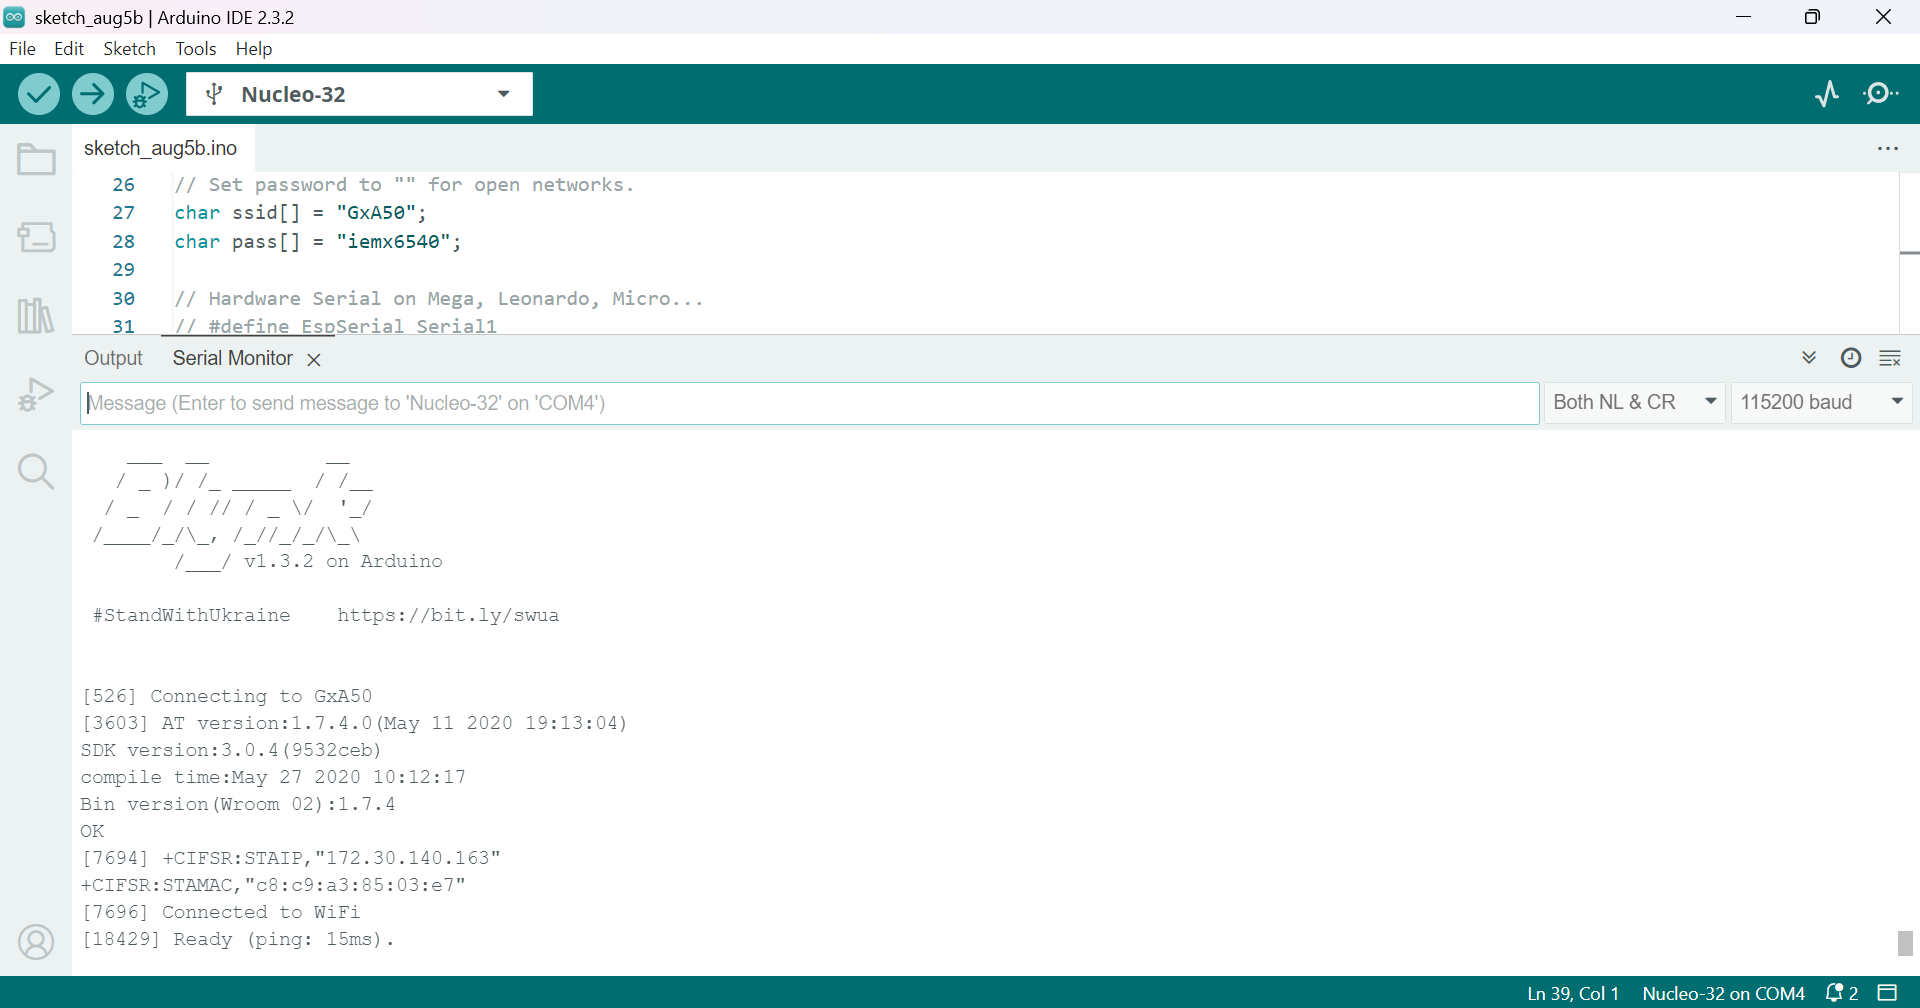 sketch_aug5b | Arduino IDE 2.3.2
File Edit Sketch Tools Help
Nucleo-32
sketch_aug5b.ino
26 // Set password to "" for open networks.
27 char ssid[] = "GxA50";
28 char pass[] = "iemx6540";
29
30 // Hardware Serial on Mega, Leonardo, Micro...
31 // #define EspSerial Serial1
Output Serial Monitor
Message (Enter to send message to 'Nucleo-32' on 'COM4') Both NL & CR 115200 baud
    ___  __          __
   / _ )/ /_ _____  / /__
  / _  / / // / _ \/  '_/
 /____/_/\_, /_//_/_/\_\
        /___/ v1.3.2 on Arduino
#StandWithUkraine https://bit.ly/swua
[526] Connecting to GxA50
[3603] AT version:1.7.4.0(May 11 2020 19:13:04)
SDK version:3.0.4(9532ceb)
compile time:May 27 2020 10:12:17
Bin version(Wroom 02):1.7.4
OK
[7694] +CIFSR:STAIP,"172.30.140.163"
+CIFSR:STAMAC,"c8:c9:a3:85:03:e7"
[7696] Connected to WiFi
[18429] Ready (ping: 15ms).
Ln 39, Col 1 Nucleo-32 on COM4 2